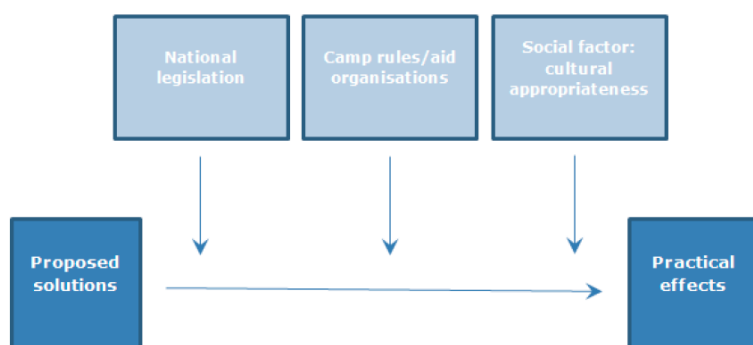 National
legislation
Camp rules/aid
organisations
Social factor:
cultural
appropriateness
Proposed
solutions
Practical
effects